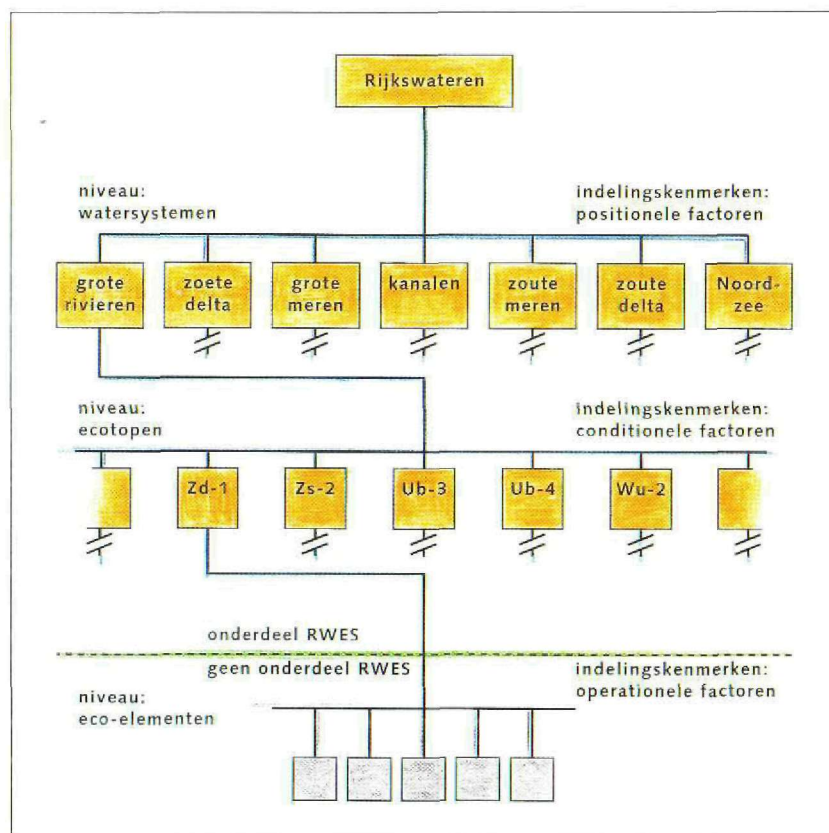 Rijkswateren
niveau:
watersystemen
indelingskenmerken:
positionele factoren
grote
rivieren
zoete
delta
grote
meren
kanalen
zoute
meren
zoute
delta
Noord-
zee
niveau:
ecotopen
indelingskenmerken:
conditionele factoren
Zd-1
Zs-2
Ub-3
Ub-4
Wu-2
onderdeel RWES
geen onderdeel RWES
niveau:
eco-elementen
indelingskenmerken:
operationele factoren